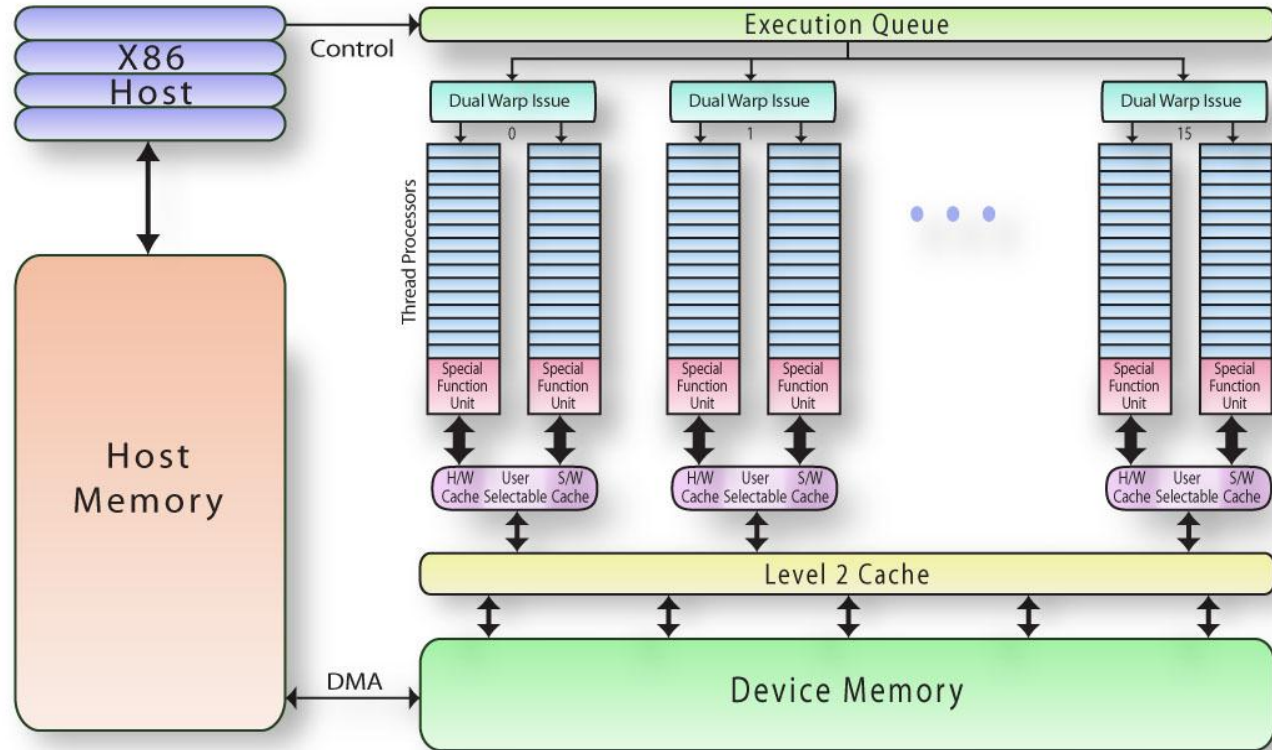 X86
Host
Control
Execution Queue
Dual Warp Issue
Dual Warp Issue
Dual Warp Issue
0
1
15
Thread Processors
Special
Function
Unit
Special
Function
Unit
Special
Function
Unit
Special
Function
Unit
Special
Function
Unit
Special
Function
Unit
H/W User S/W
Cache Selectable Cache
H/W User S/W
Cache Selectable Cache
H/W User S/W
Cache Selectable Cache
Host
Memory
Level 2 Cache
DMA
Device Memory